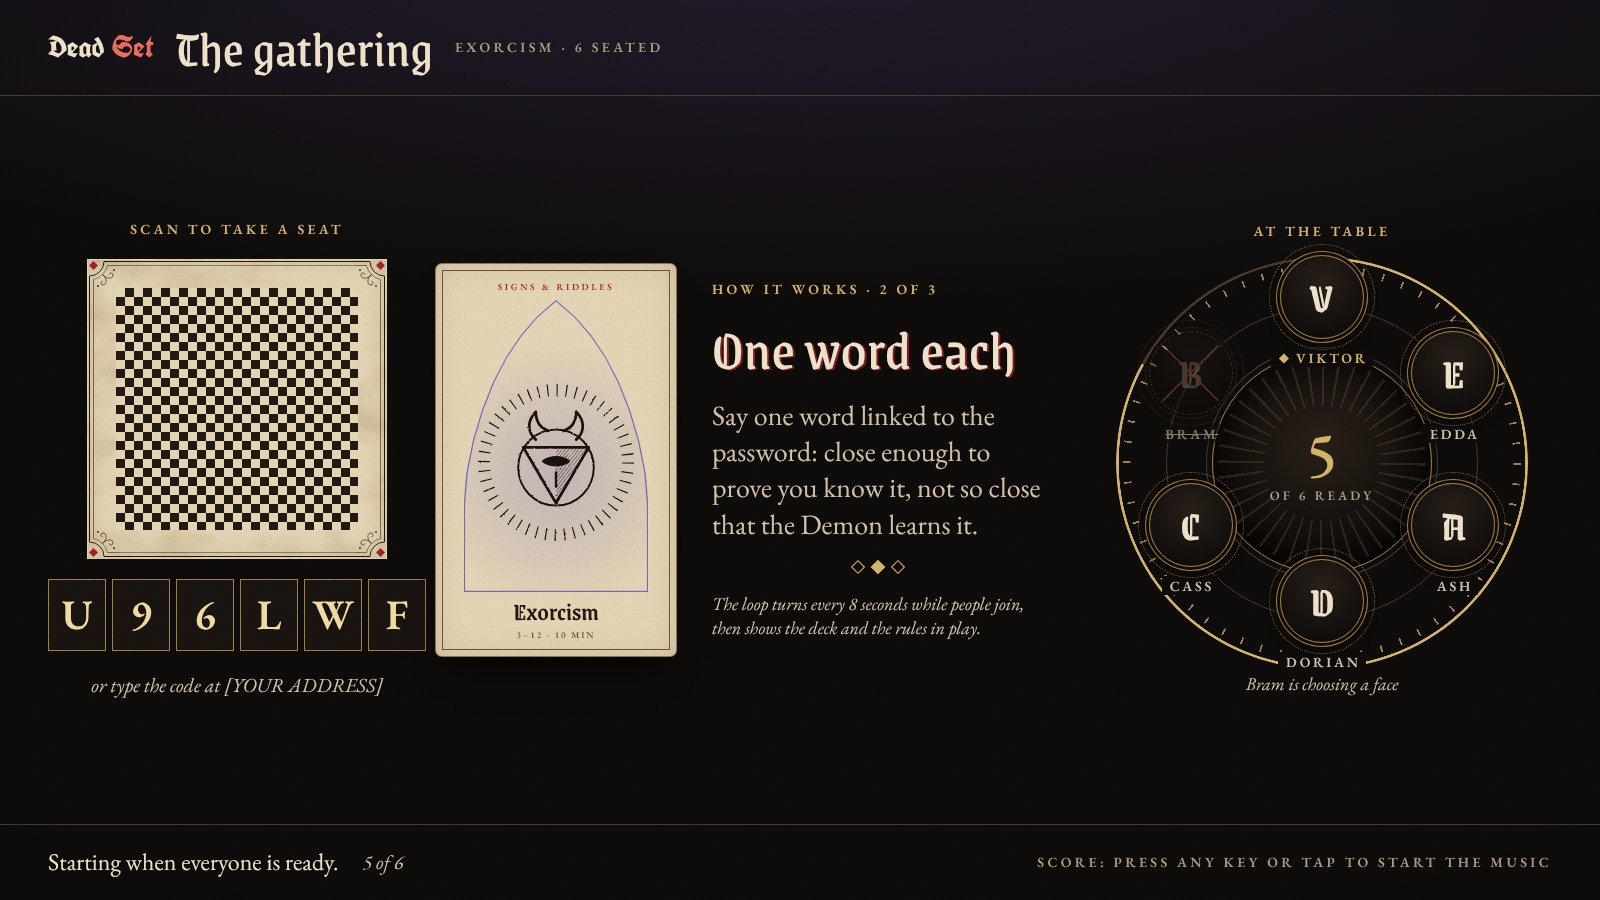 Dead Set
The gathering
EXORCISM · 6 SEATED
SCAN TO TAKE A SEAT
U 9 6 L W F
or type the code at [YOUR ADDRESS]
SIGNS & RIDDLES
Exorcism
3–12 · 10 MIN
HOW IT WORKS · 2 OF 3
One word each
Say one word linked to the
password: close enough to
prove you know it, not so close
that the Demon learns it.
The loop turns every 8 seconds while people join,
then shows the deck and the rules in play.
AT THE TABLE
V
VIKTOR
E
EDDA
A
ASH
D
DORIAN
C
CASS
B
BRAM
5
OF 6 READY
Bram is choosing a face
Starting when everyone is ready.
5 of 6
SCORE: PRESS ANY KEY OR TAP TO START THE MUSIC